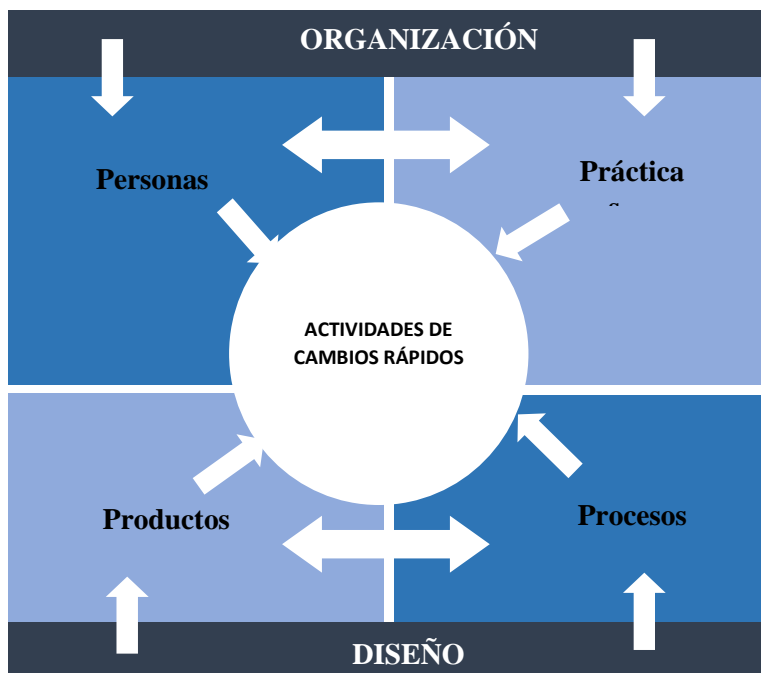 ORGANIZACIÓN
Personas
Práctica
ACTIVIDADES DE
CAMBIOS RÁPIDOS
Productos
Procesos
DISEÑO